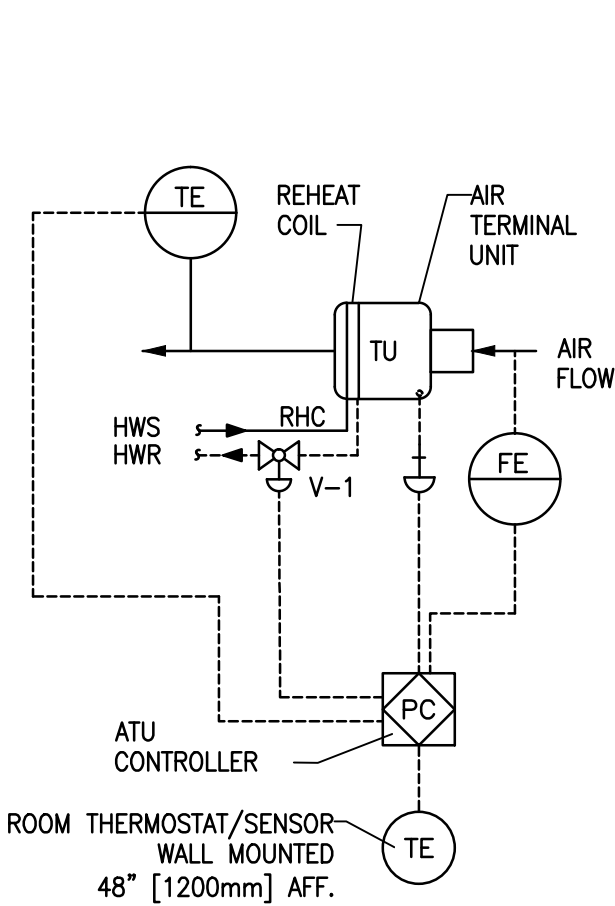 TE
REHEAT
COIL
AIR
TERMINAL
UNIT
TU
AIR
FLOW
RHC
HWS
HWR
V-1
FE
PC
ATU
CONTROLLER
ROOM THERMOSTAT/SENSOR
WALL MOUNTED
48" [1200mm] AFF.
TE